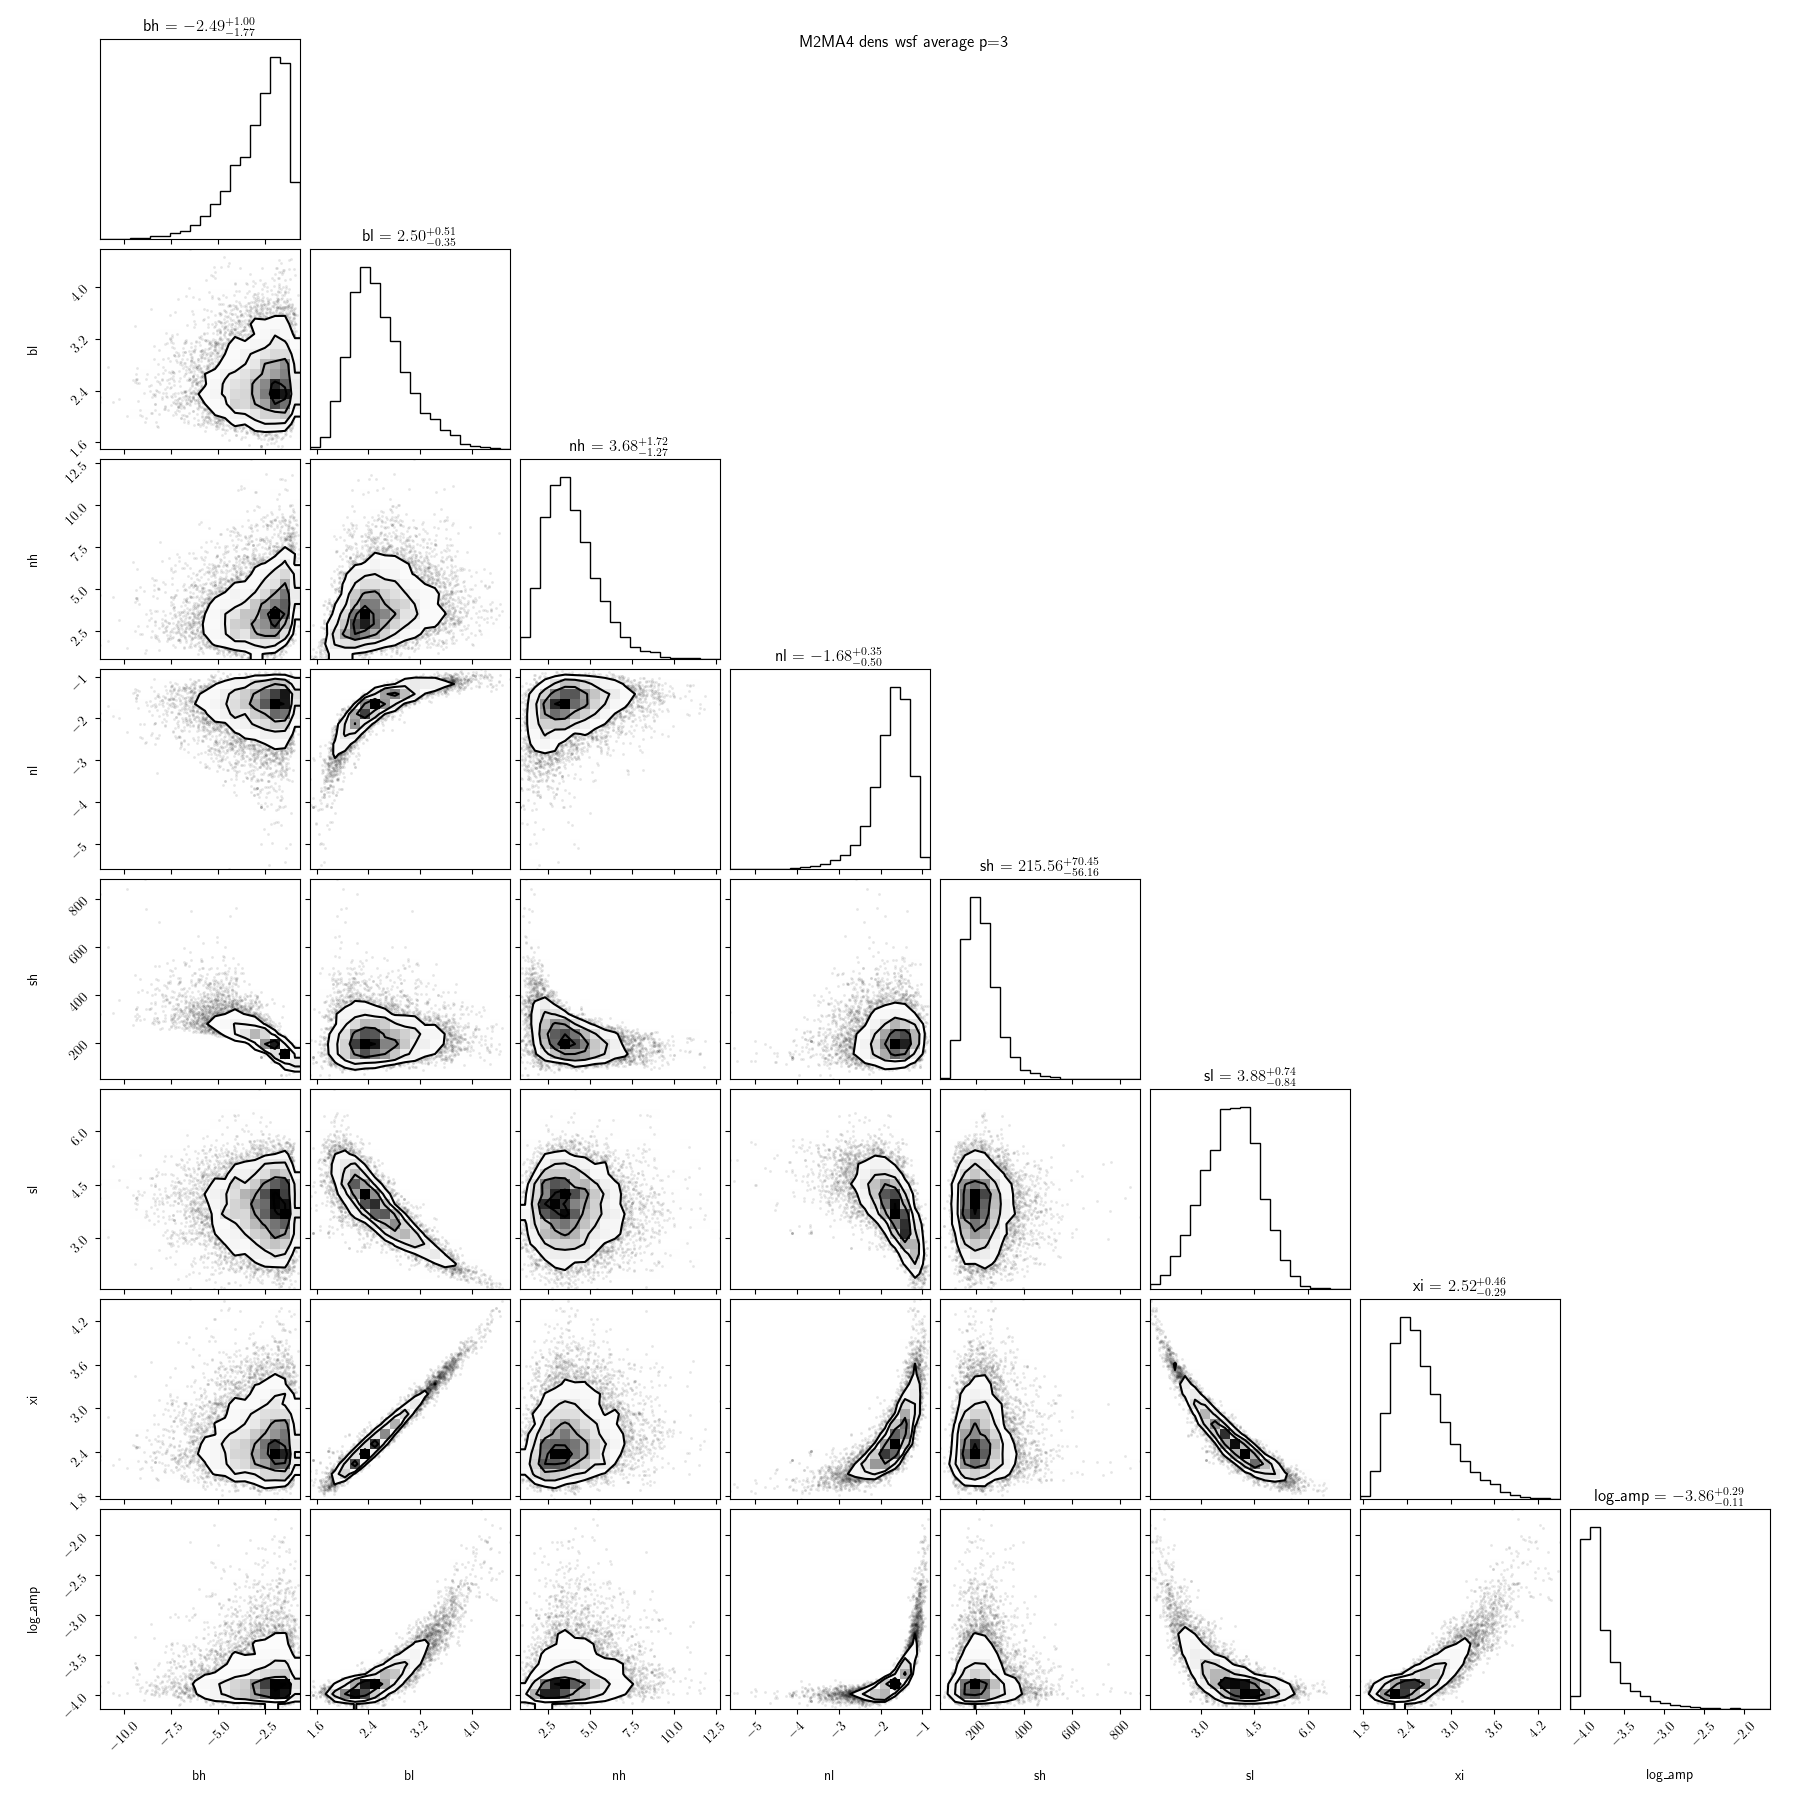 M2MA4 dens wsf average p=3
bh = −2.49 +1.00 −1.77
bl = 2.50 +0.51 −0.35
nh = 3.68 +1.72 −1.27
nl = −1.68 +0.35 −0.50
sh = 215.56 +70.45 −56.16
sl = 3.88 +0.74 −0.84
xi = 2.52 +0.46 −0.29
log_amp = −3.86 +0.29 −0.11
bl
4.0
3.2
2.4
1.6
nh
12.5
10.0
7.5
5.0
2.5
nl
−1
−2
−3
−4
−5
sh
800
600
400
200
sl
6.0
4.5
3.0
xi
4.2
3.6
3.0
2.4
1.8
log_amp
−2.0
−2.5
−3.0
−3.5
−4.0
−10.0 −7.5 −5.0 −2.5 1.6 2.4 3.2 4.0 2.5 5.0 7.5 10.0 12.5 −5 −4 −3 −2 −1 200 400 600 800 3.0 4.5 6.0 1.8 2.4 3.0 3.6 4.2 −4.0 −3.5 −3.0 −2.5 −2.0
bh bl nh nl sh sl xi log_amp